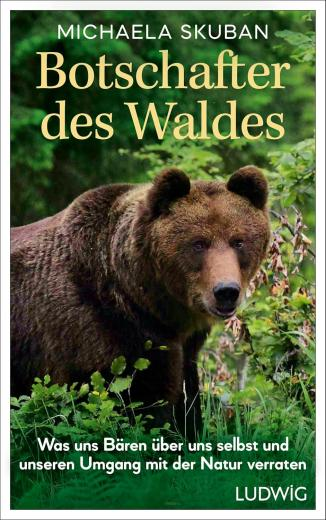 MICHAELA SKUBAN
Botschafter
des Waldes
Was uns Bären über uns selbst und
unseren Umgang mit der Natur verraten
LUDWiG